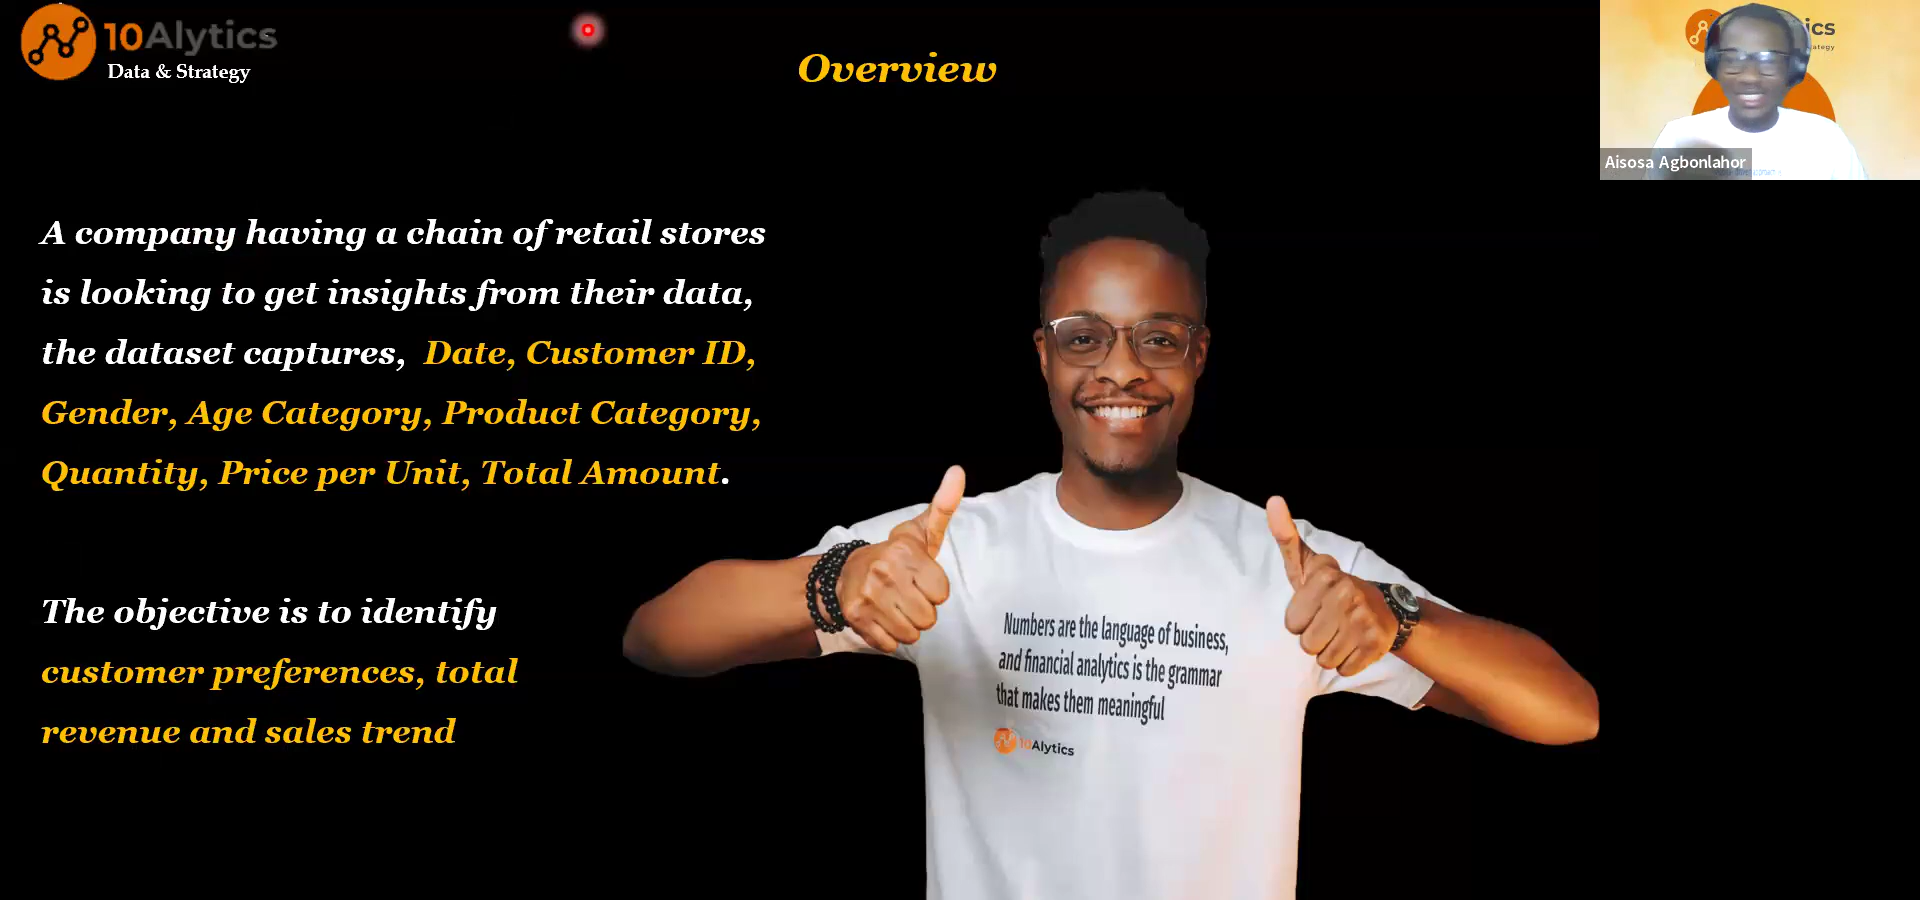 10Alytics
Data & Strategy
Overview
ics
ategy
Aisosa Agbonlahor
A company having a chain of retail stores
is looking to get insights from their data,
the dataset captures, Date, Customer ID,
Gender, Age Category, Product Category,
Quantity, Price per Unit, Total Amount.
The objective is to identify
customer preferences, total
revenue and sales trend
Numbers are the language of business,
and financial analytics is the grammar
that makes them meaningful
10Alytics